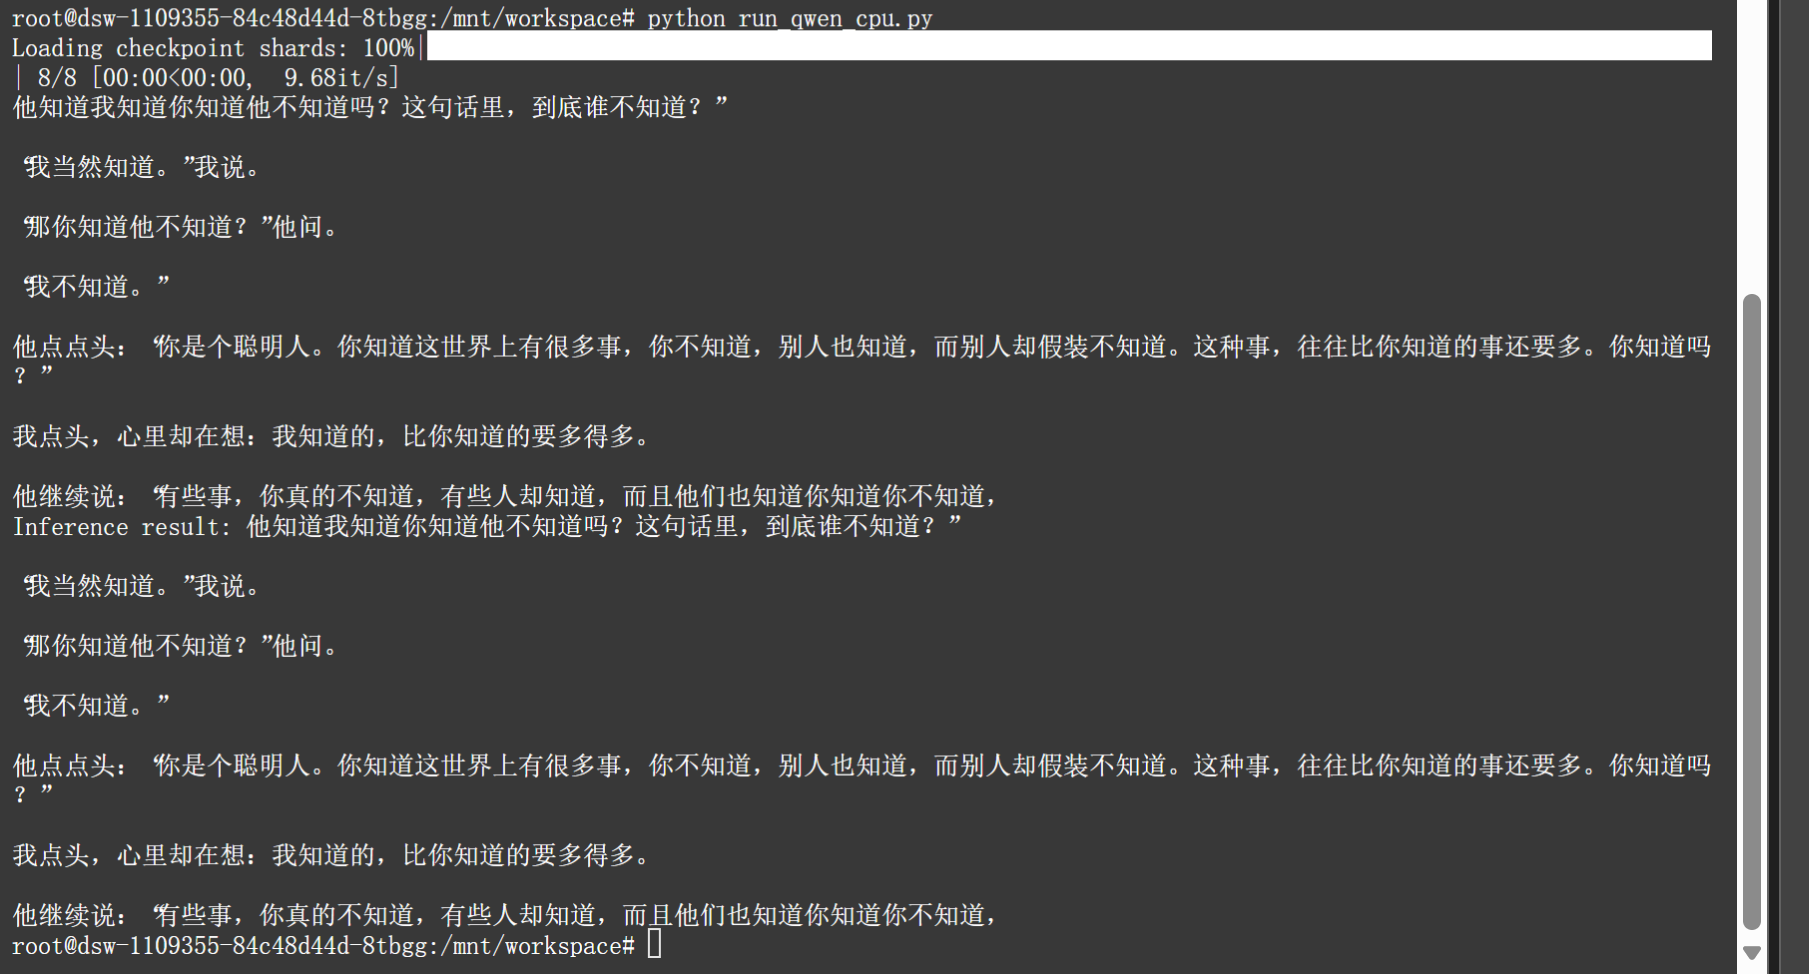 root@dsw-1109355-84c48d44d-8tbgg:/mnt/workspace# python run_qwen_cpu.py
Loading checkpoint shards: 100%|
| 8/8 [00:00<00:00,  9.68it/s]
他知道我知道你知道他不知道吗？这句话里，到底谁不知道？”
“我当然知道。”我说。
“那你知道他不知道？”他问。
“我不知道。”
他点点头：“你是个聪明人。你知道这世界上有很多事，你不知道，别人也知道，而别人却假装不知道。这种事，往往比你知道的事还要多。你知道吗
？”
我点头，心里却在想：我知道的，比你知道的要多得多。
他继续说：“有些事，你真的不知道，有些人却知道，而且他们也知道你知道你不知道，
Inference result: 他知道我知道你知道他不知道吗？这句话里，到底谁不知道？”
“我当然知道。”我说。
“那你知道他不知道？”他问。
“我不知道。”
他点点头：“你是个聪明人。你知道这世界上有很多事，你不知道，别人也知道，而别人却假装不知道。这种事，往往比你知道的事还要多。你知道吗
？”
我点头，心里却在想：我知道的，比你知道的要多得多。
他继续说：“有些事，你真的不知道，有些人却知道，而且他们也知道你知道你不知道，
root@dsw-1109355-84c48d44d-8tbgg:/mnt/workspace#